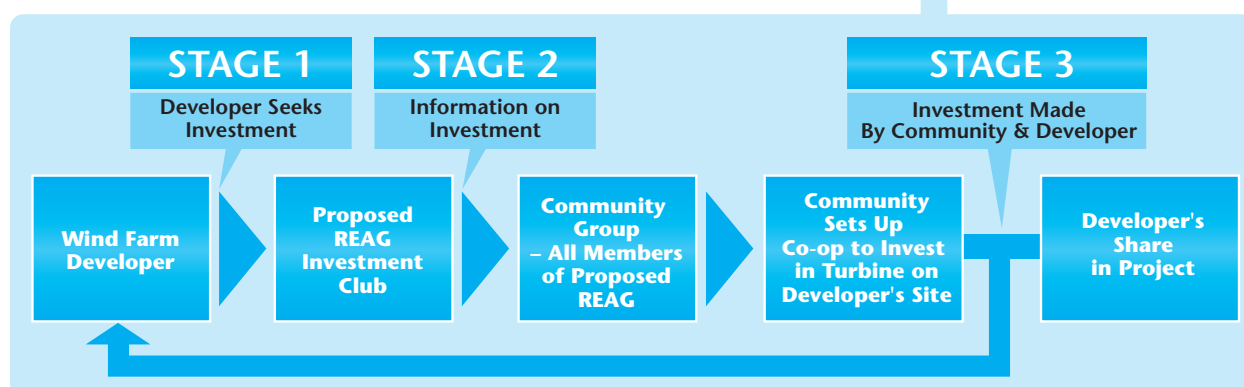 STAGE 1
Developer Seeks
Investment
STAGE 2
Information on
Investment
STAGE 3
Investment Made
By Community & Developer
Wind Farm
Developer
Proposed
REAG
Investment
Club
Community
Group
– All Members
of Proposed
REAG
Community
Sets Up
Co-op to Invest
in Turbine on
Developer's Site
Developer's
Share
in Project